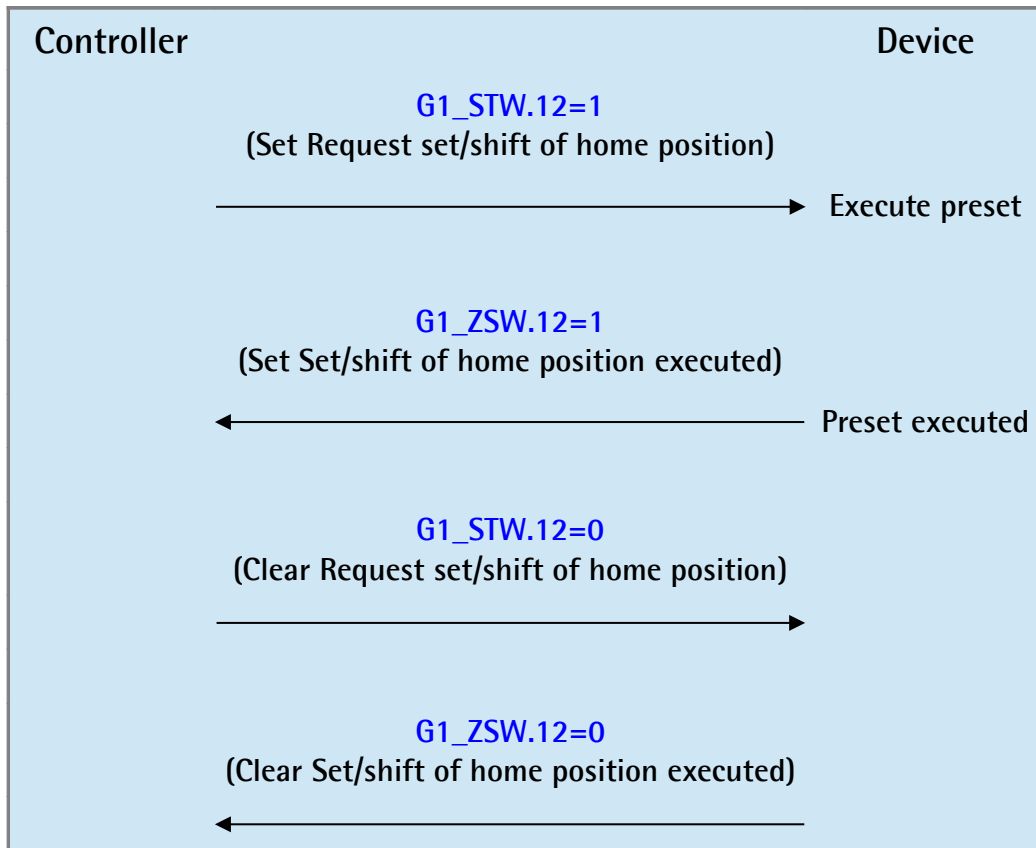 Controller
Device
G1_STW.12=1
(Set Request set/shift of home position)
Execute preset
G1_ZSW.12=1
(Set Set/shift of home position executed)
Preset executed
G1_STW.12=0
(Clear Request set/shift of home position)
G1_ZSW.12=0
(Clear Set/shift of home position executed)